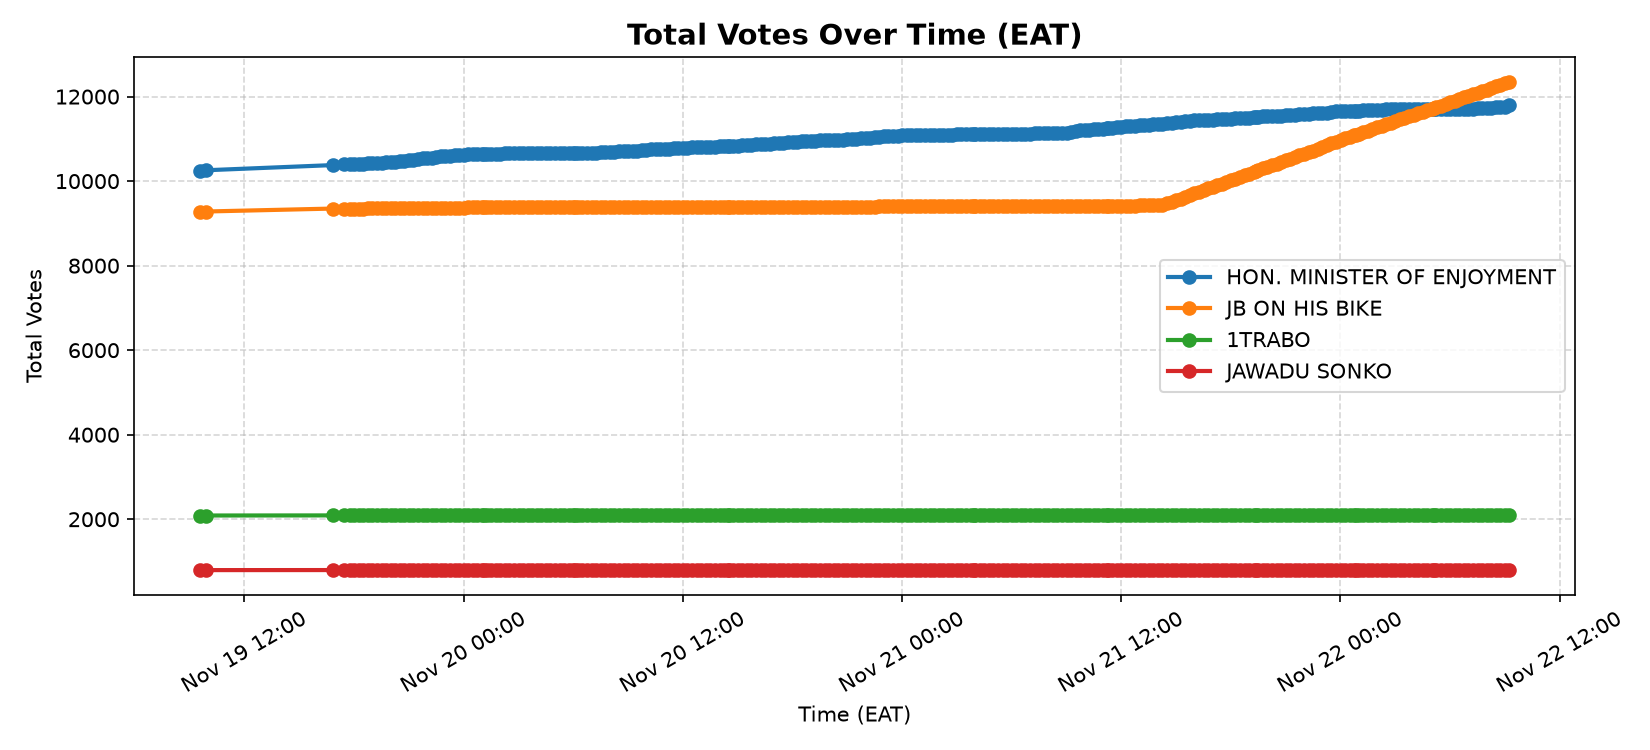 Total Votes Over Time (EAT)
Total Votes
12000
10000
8000
6000
4000
2000
HON. MINISTER OF ENJOYMENT
JB ON HIS BIKE
1TRABO
JAWADU SONKO
Nov 19 12:00
Nov 20 00:00
Nov 20 12:00
Nov 21 00:00
Nov 21 12:00
Nov 22 00:00
Nov 22 12:00
Time (EAT)